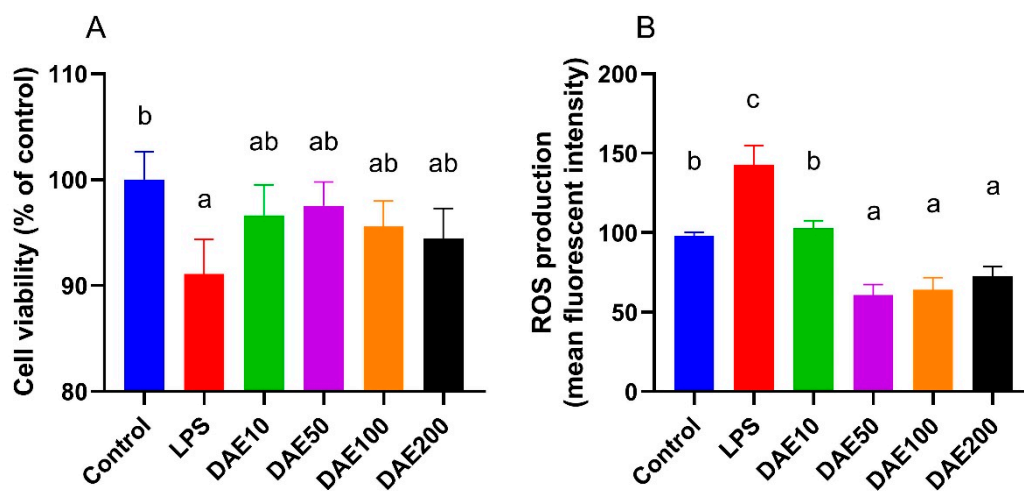 A
Cell viability (% of control)
110
100
90
80
b
a
ab
ab
ab
ab
Control
LPS
DAE10
DAE50
DAE100
DAE200
B
ROS production
(mean fluorescent intensity)
200
150
100
50
0
b
c
b
a
a
a
Control
LPS
DAE10
DAE50
DAE100
DAE200